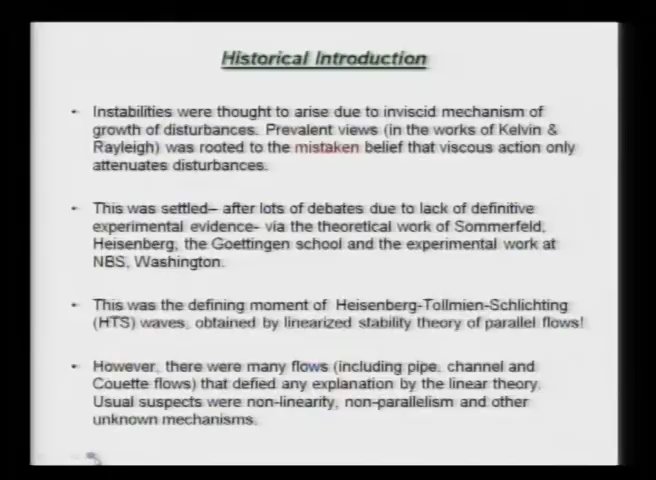 Historical Introduction
- Instabilities were thought to arise due to inviscid mechanism of
growth of disturbances. Prevalent views (in the works of Kelvin &
Rayleigh) was rooted to the mistaken belief that viscous action only
attenuates disturbances.
- This was settled– after lots of debates due to lack of definitive
experimental evidence- via the theoretical work of Sommerfeld,
Heisenberg, the Goettingen school and the experimental work at
NBS, Washington.
- This was the defining moment of Heisenberg-Tollmien-Schlichting
(HTS) waves, obtained by linearized stability theory of parallel flows!
- However, there were many flows (including pipe, channel and
Couette flows) that defied any explanation by the linear theory.
Usual suspects were non-linearity, non-parallelism and other
unknown mechanisms.